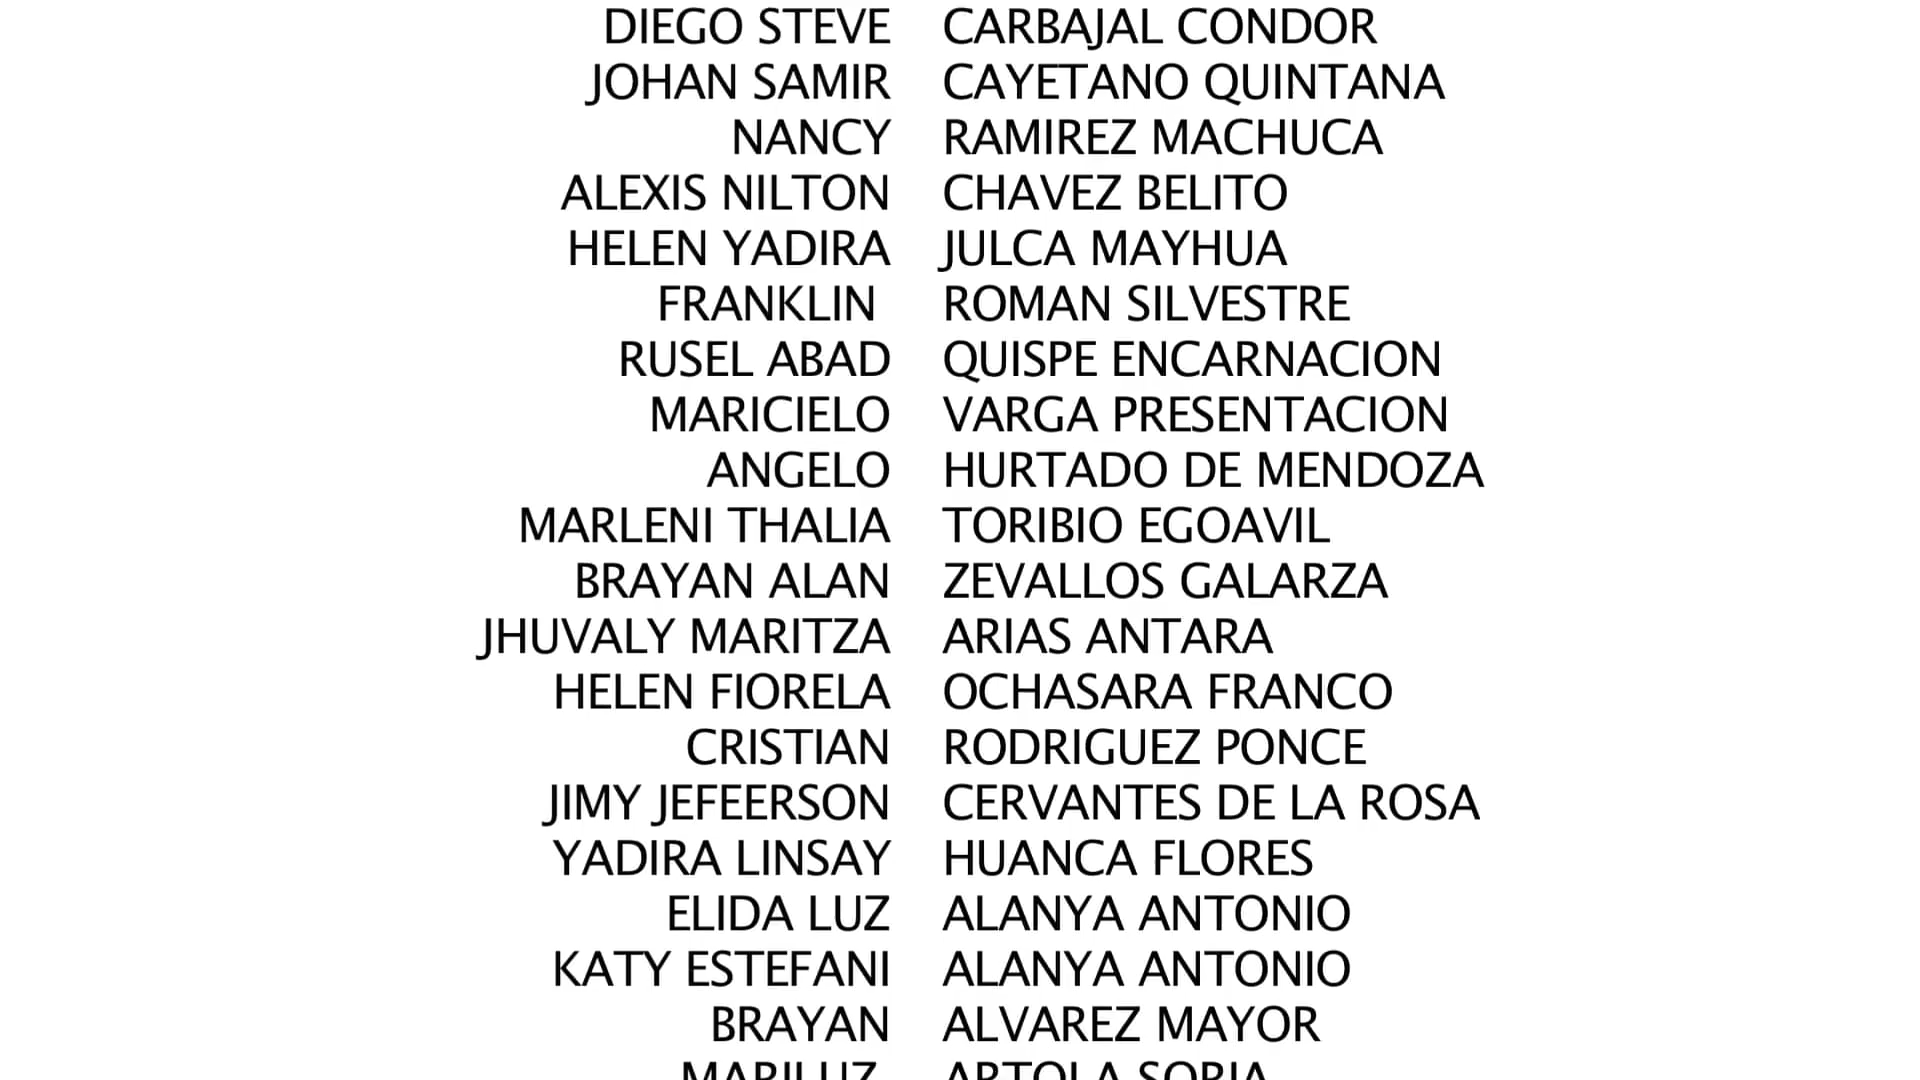 DIEGO STEVE CARBAJAL CONDOR
JOHAN SAMIR CAYETANO QUINTANA
NANCY RAMIREZ MACHUCA
ALEXIS NILTON CHAVEZ BELITO
HELEN YADIRA JULCA MAYHUA
FRANKLIN ROMAN SILVESTRE
RUSEL ABAD QUISPE ENCARNACION
MARICIELO VARGA PRESENTACION
ANGELO HURTADO DE MENDOZA
MARLENI THALIA TORIBIO EGOAVIL
BRAYAN ALAN ZEVALLOS GALARZA
JHUVALY MARITZA ARIAS ANTARA
HELEN FIORELA OCHASARA FRANCO
CRISTIAN RODRIGUEZ PONCE
JIMY JEFEERSON CERVANTES DE LA ROSA
YADIRA LINSAY HUANCA FLORES
ELIDA LUZ ALANYA ANTONIO
KATY ESTEFANI ALANYA ANTONIO
BRAYAN ALVAREZ MAYOR
MARILUZ ARTOLA SORIA